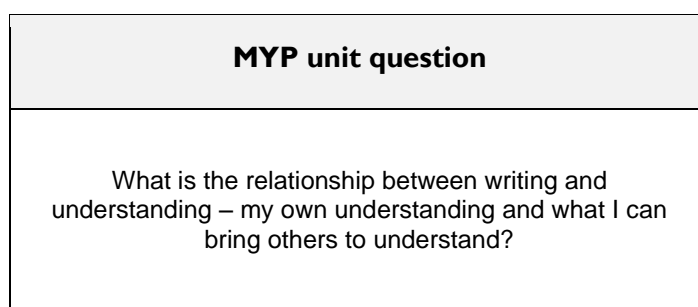 MYP unit question
What is the relationship between writing and
understanding – my own understanding and what I can
bring others to understand?